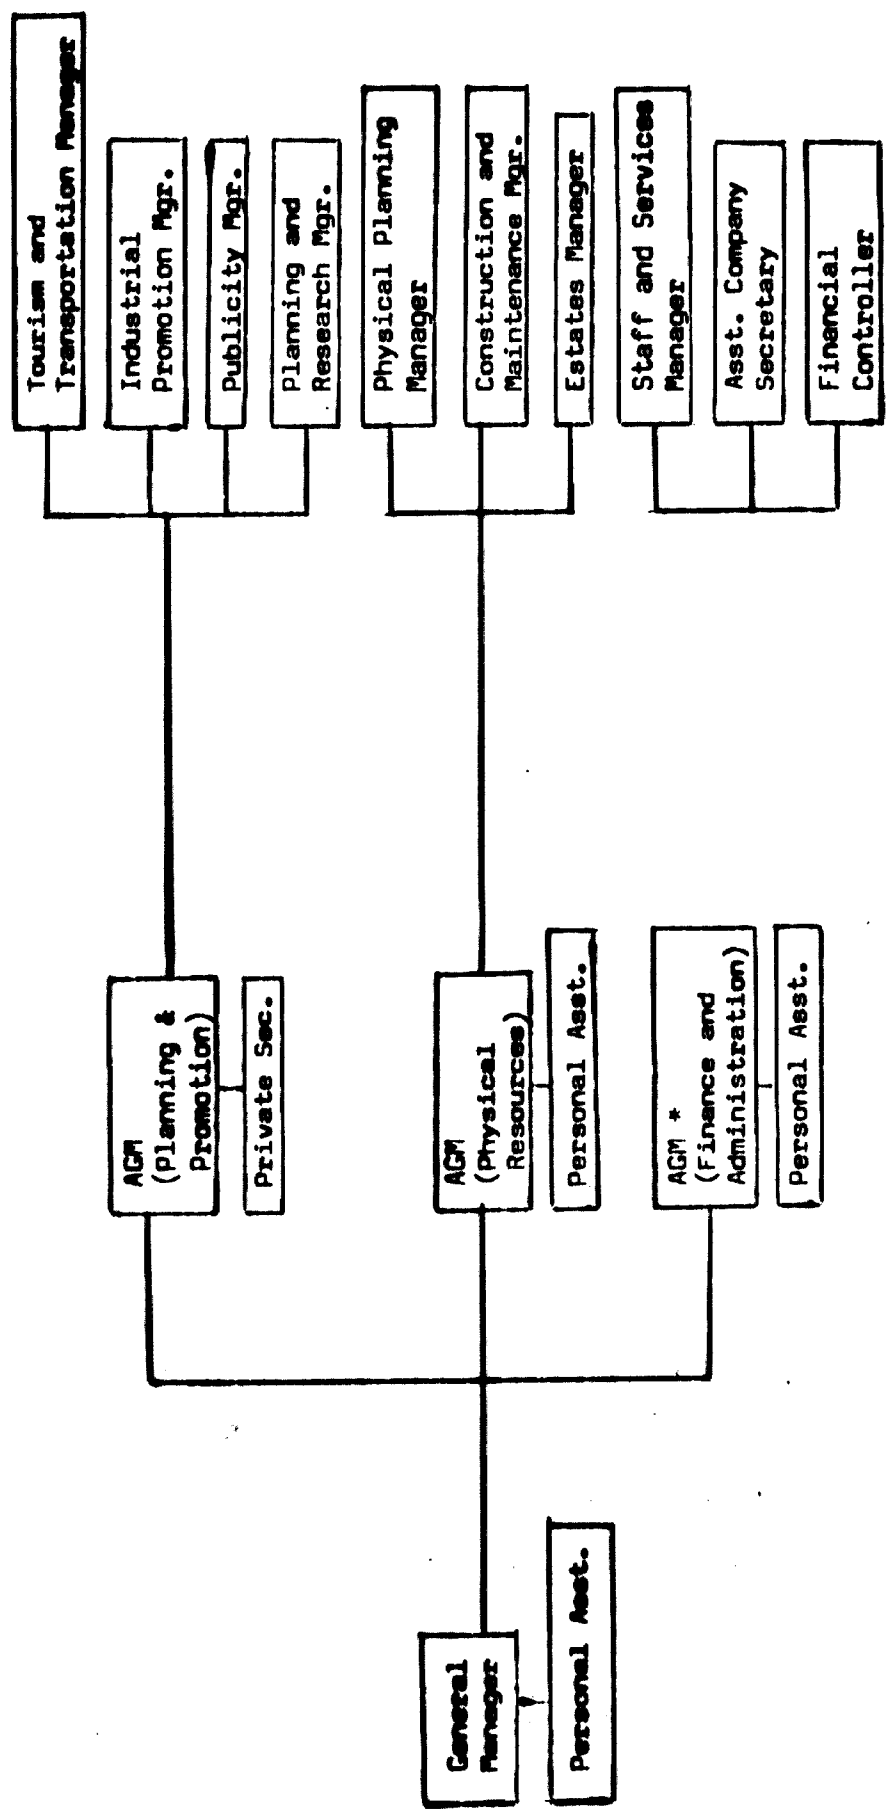 General
Manager
Personal Asst.
AGM
(Planning &
Promotion)
Private Sec.
AGM
(Physical
Resources)
Personal Asst.
AGM *
(Finance and
Administration)
Personal Asst.
Tourism and
Transportation Manager
Industrial
Promotion Mgr.
Publicity Mgr.
Planning and
Research Mgr.
Physical Planning
Manager
Construction and
Maintenance Mgr.
Estates Manager
Staff and Services
Manager
Asst. Company
Secretary
Financial
Controller